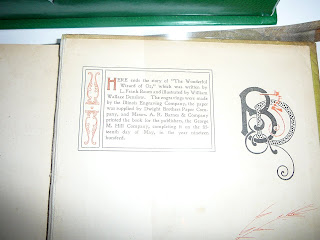 HERE ends the story of "The Wonderful
Wizard of Oz," which was written by
L. Frank Baum and illustrated by William
Wallace Denslow. The engravings were made
by the Illinois Engraving Company, the paper
was supplied by Dwight Brothers Paper Com-
pany, and Messrs. A. R. Barnes & Company
printed the book for the publishers, the George
M. Hill Company, completing it on the fif-
teenth day of May, in the year nineteen
hundred.